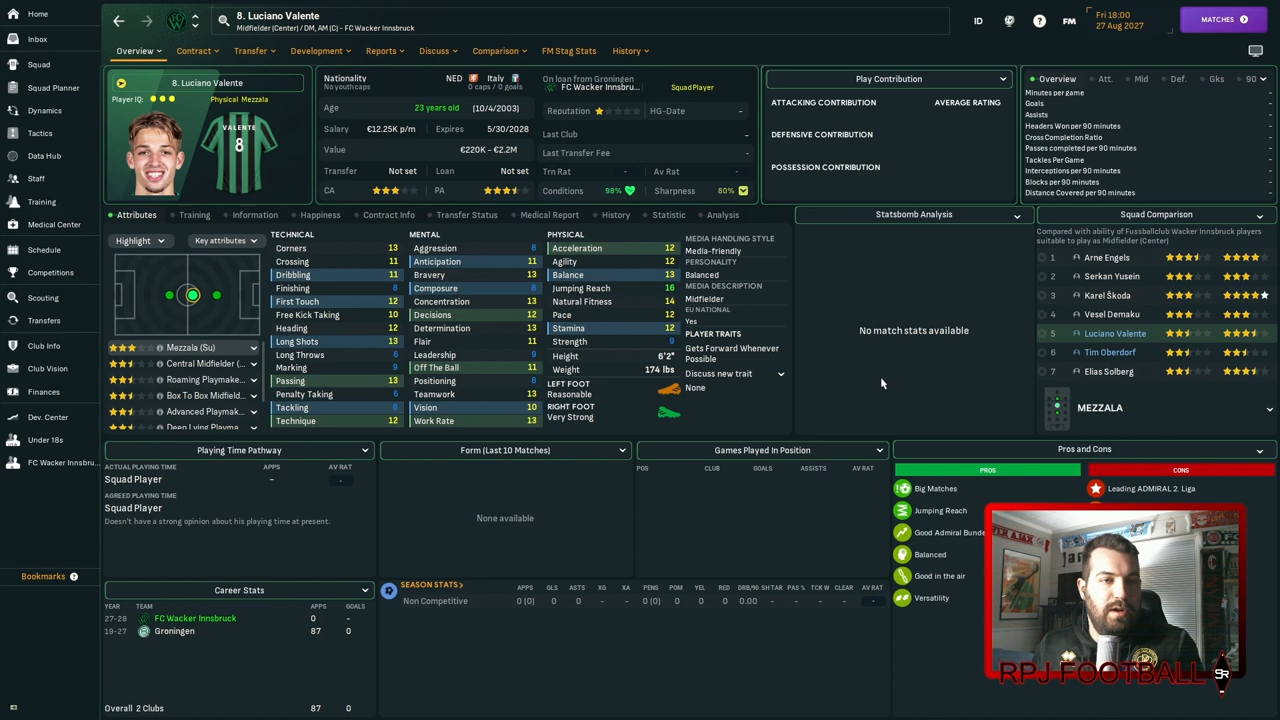 Home
8. Luciano Valente
Midfielder (Center) / DM, AM (C) - FC Wacker Innsbruck
ID
FM
Fri 18:00
27 Aug 2027
MATCHES
Inbox
Squad
Squad Planner
Dynamics
Tactics
Data Hub
Staff
Training
Medical Center
Schedule
Competitions
Scouting
Transfers
Club Info
Club Vision
Finances
Dev. Center
Under 18s
FC Wacker Innsbru...
Bookmarks
Overview
Contract
Transfer
Development
Reports
Discuss
Comparison
FM Stag Stats
History
8. Luciano Valente
Player IQ:
Physical Mezzala
VALENTE
8
Nationality NED Italy
No youth caps 0 caps / 0 goals
Age 23 years old (10/4/2003)
Salary €12.25K p/m Expires 5/30/2028
Value €220K - €2.2M
Transfer Not set Loan Not set
CA PA
On loan from Groningen
FC Wacker Innsbru...
Squad Player
Reputation HG-Date -
Last Club -
Last Transfer Fee -
Trn Rat - Av Rat -
Conditions 98% Sharpness 80%
Play Contribution
ATTACKING CONTRIBUTION AVERAGE RATING
DEFENSIVE CONTRIBUTION
POSSESSION CONTRIBUTION
Overview Att. Mid Def. Gks 90
Minutes per game -
Goals -
Assists -
Headers Won per 90 minutes -
Cross Completion Ratio -
Passes completed per 90 minutes -
Tackles Per Game -
Interceptions per 90 minutes -
Blocks per 90 minutes -
Distance Covered per 90 minutes -
Attributes Training Information Happiness Contract Info Transfer Status Medical Report History Statistic Analysis
Highlight
Key attributes
Mezzala (Su)
Central Midfielder (...
Roaming Playmake...
Box To Box Midfield...
Advanced Playmak...
Deep Lying Playma...
TECHNICAL
Corners 13
Crossing 11
Dribbling 11
Finishing 8
First Touch 12
Free Kick Taking 10
Heading 12
Long Shots 13
Long Throws 6
Marking 9
Passing 13
Penalty Taking 6
Tackling 8
Technique 12
MENTAL
Aggression 8
Anticipation 11
Bravery 13
Composure 8
Concentration 13
Decisions 12
Determination 13
Flair 11
Leadership 9
Off The Ball 11
Positioning 8
Teamwork 13
Vision 10
Work Rate 13
PHYSICAL
Acceleration 12
Agility 12
Balance 13
Jumping Reach 16
Natural Fitness 14
Pace 12
Stamina 12
Strength 9
Height 6'2"
Weight 174 lbs
LEFT FOOT
Reasonable
RIGHT FOOT
Very Strong
MEDIA HANDLING STYLE
Media-friendly
PERSONALITY
Balanced
MEDIA DESCRIPTION
Midfielder
EU NATIONAL
Yes
PLAYER TRAITS
Gets Forward Whenever
Possible
Discuss new trait
None
Statsbomb Analysis
No match stats available
Squad Comparison
Compared with ability of Fussballclub Wacker Innsbruck players
suitable to play as Midfielder (Center)
1 Arne Engels
2 Serkan Yusein
3 Karel Škoda
4 Vesel Demaku
5 Luciano Valente
6 Tim Oberdorf
7 Elias Solberg
MEZZALA
Playing Time Pathway
ACTUAL PLAYING TIME APPS AV RAT
Squad Player - -
AGREED PLAYING TIME
Squad Player
Doesn't have a strong opinion about his playing time at present.
Form (Last 10 Matches)
None available
Games Played In Position
POS CLUB GOALS ASSISTS AV RAT
Pros and Cons
PROS CONS
Big Matches
Jumping Reach
Good Admiral Bunde
Balanced
Good in the air
Versatility
Leading ADMIRAL 2. Liga
Career Stats
YEAR TEAM APPS GOALS
27-28 FC Wacker Innsbruck 0 -
19-27 Groningen 87 0
Overall 2 Clubs 87 0
SEASON STATS APPS GLS ASTS XG XA PENS POM YEL RED DRB/90 SH TAR PAS % TCK W CLEAR AV RAT
Non Competitive 0 (0) 0 0 - - 0 (0) 0 0 0 0.00 - - - - -
RPJ FOOTBALL
SR